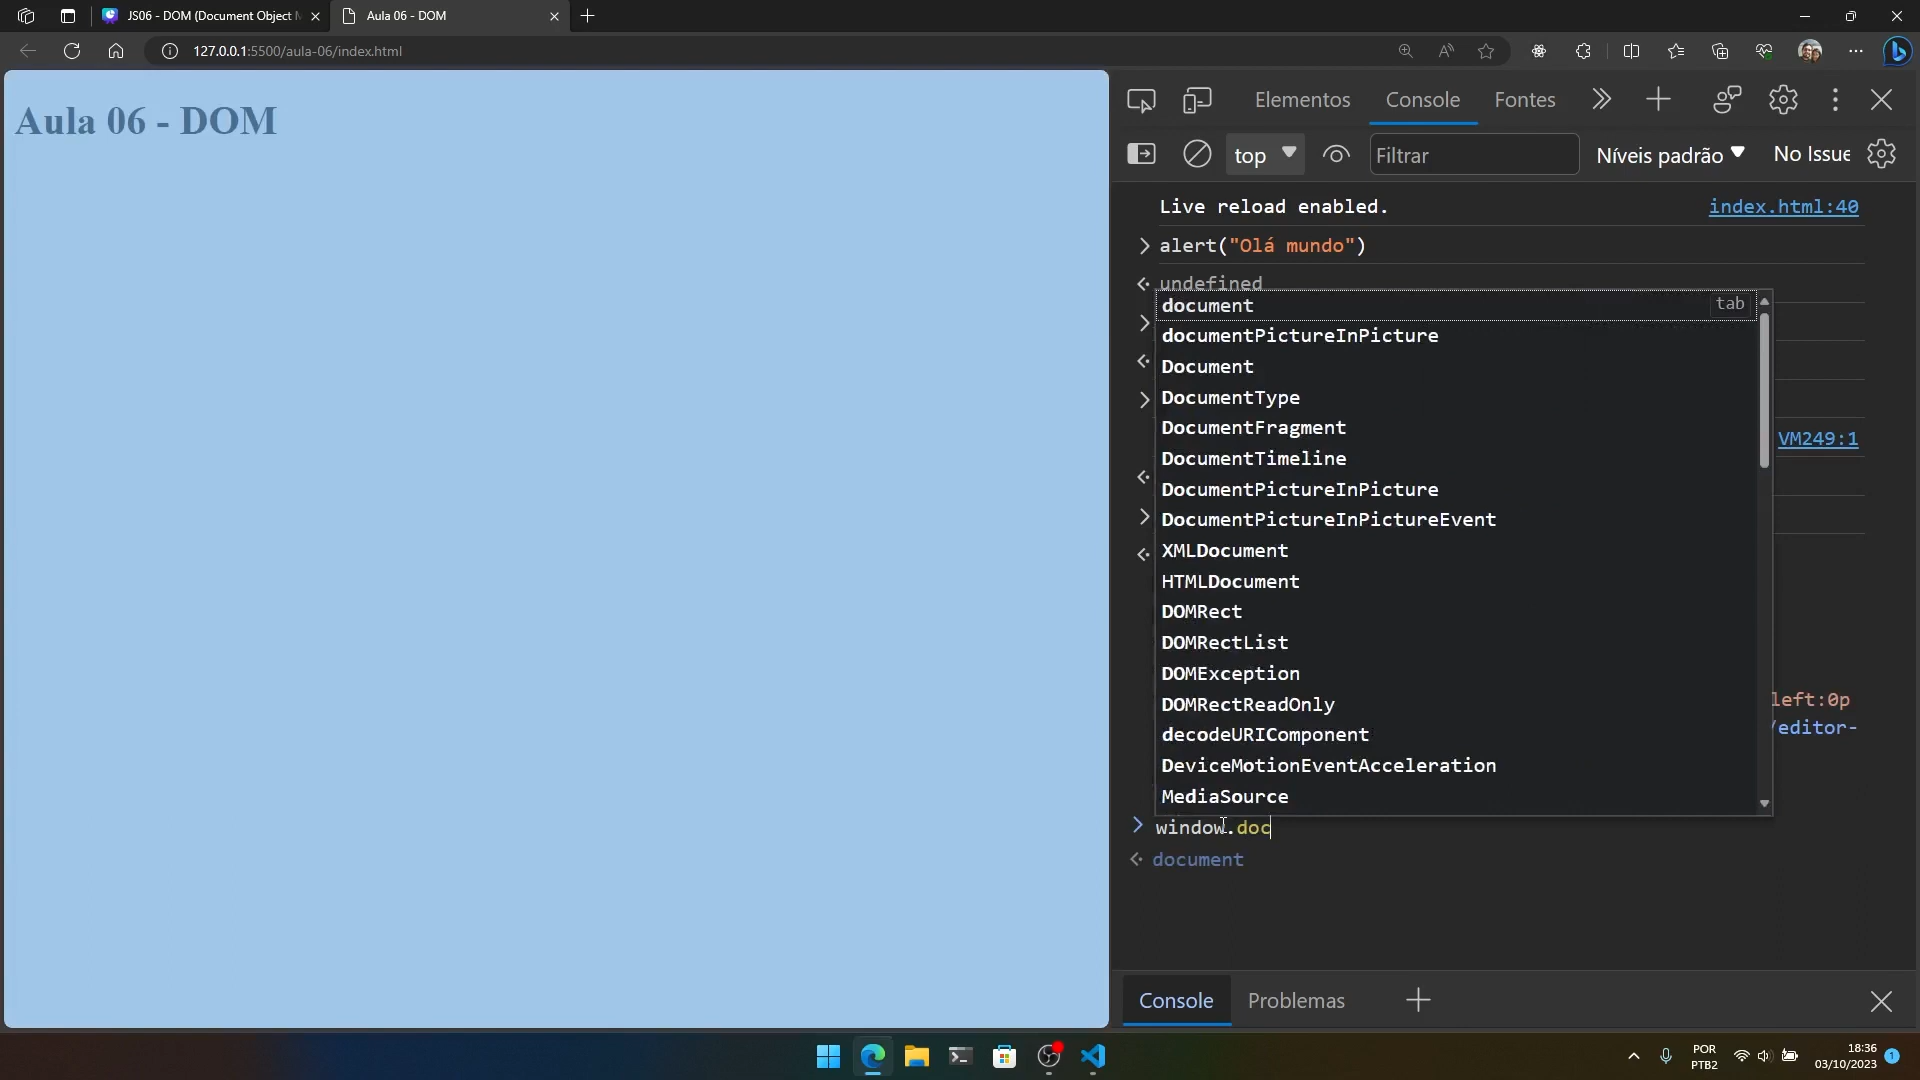 JS06 - DOM (Document Object M
Aula 06 - DOM
127.0.0.1:5500/aula-06/index.html
Aula 06 - DOM
Elementos
Console
Fontes
top
Filtrar
Níveis padrão
No Issue
Live reload enabled.
index.html:40
alert("Olá mundo")
undefined
document
tab
documentPictureInPicture
Document
DocumentType
DocumentFragment
VM249:1
DocumentTimeline
DocumentPictureInPicture
DocumentPictureInPictureEvent
XMLDocument
HTMLDocument
DOMRect
DOMRectList
DOMException
DOMRectReadOnly
left:0p
decodeURIComponent
/editor-
DeviceMotionEventAcceleration
MediaSource
window.doc
document
Console
Problemas
POR
PTB2
18:36
03/10/2023
1